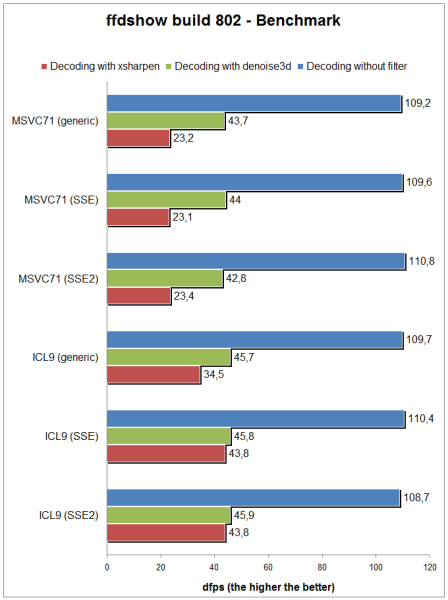 ffdshow build 802 - Benchmark
Decoding with xsharpen Decoding with denoise3d Decoding without filter
109,2
MSVC71 (generic) 43,7
23,2
109,6
MSVC71 (SSE) 44
23,1
110,8
MSVC71 (SSE2) 42,8
23,4
109,7
ICL9 (generic) 45,7
34,5
110,4
ICL9 (SSE) 45,8
43,8
108,7
ICL9 (SSE2) 45,9
43,8
0 20 40 60 80 100 120
dfps (the higher the better)